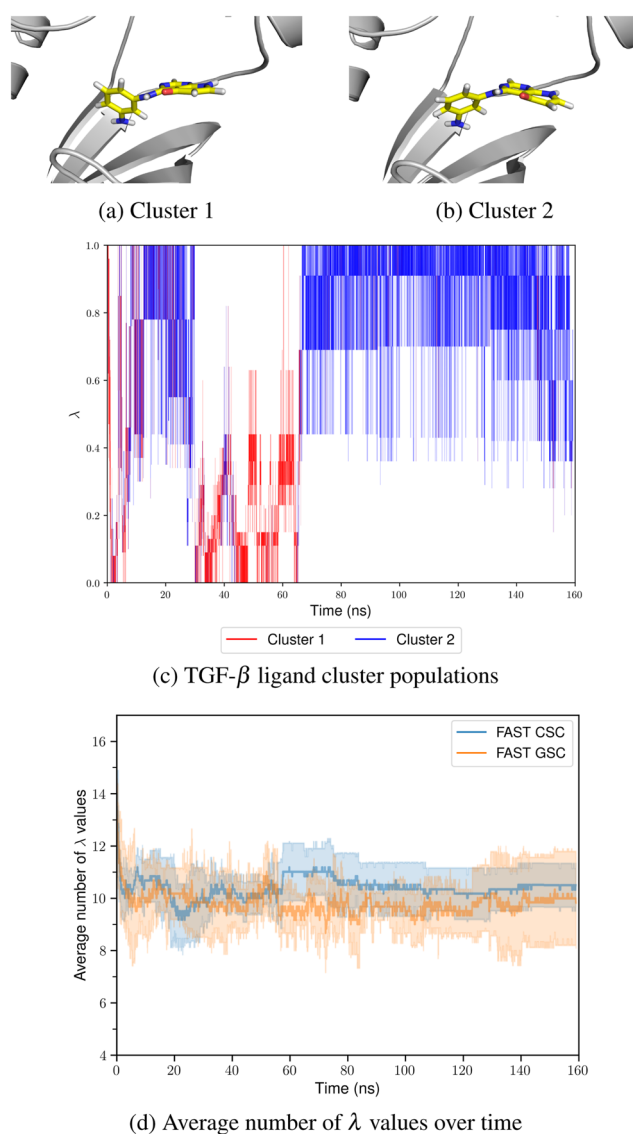 (a) Cluster 1
(b) Cluster 2
1.0
0.8
0.6
λ
0.4
0.2
0.0
0
20
40
60
80
100
120
140
160
Time (ns)
Cluster 1
Cluster 2
(c) TGF-β ligand cluster populations
FAST CSC
FAST GSC
16
14
12
10
8
6
4
Average number of λ values
0
20
40
60
80
100
120
140
160
Time (ns)
(d) Average number of λ values over time